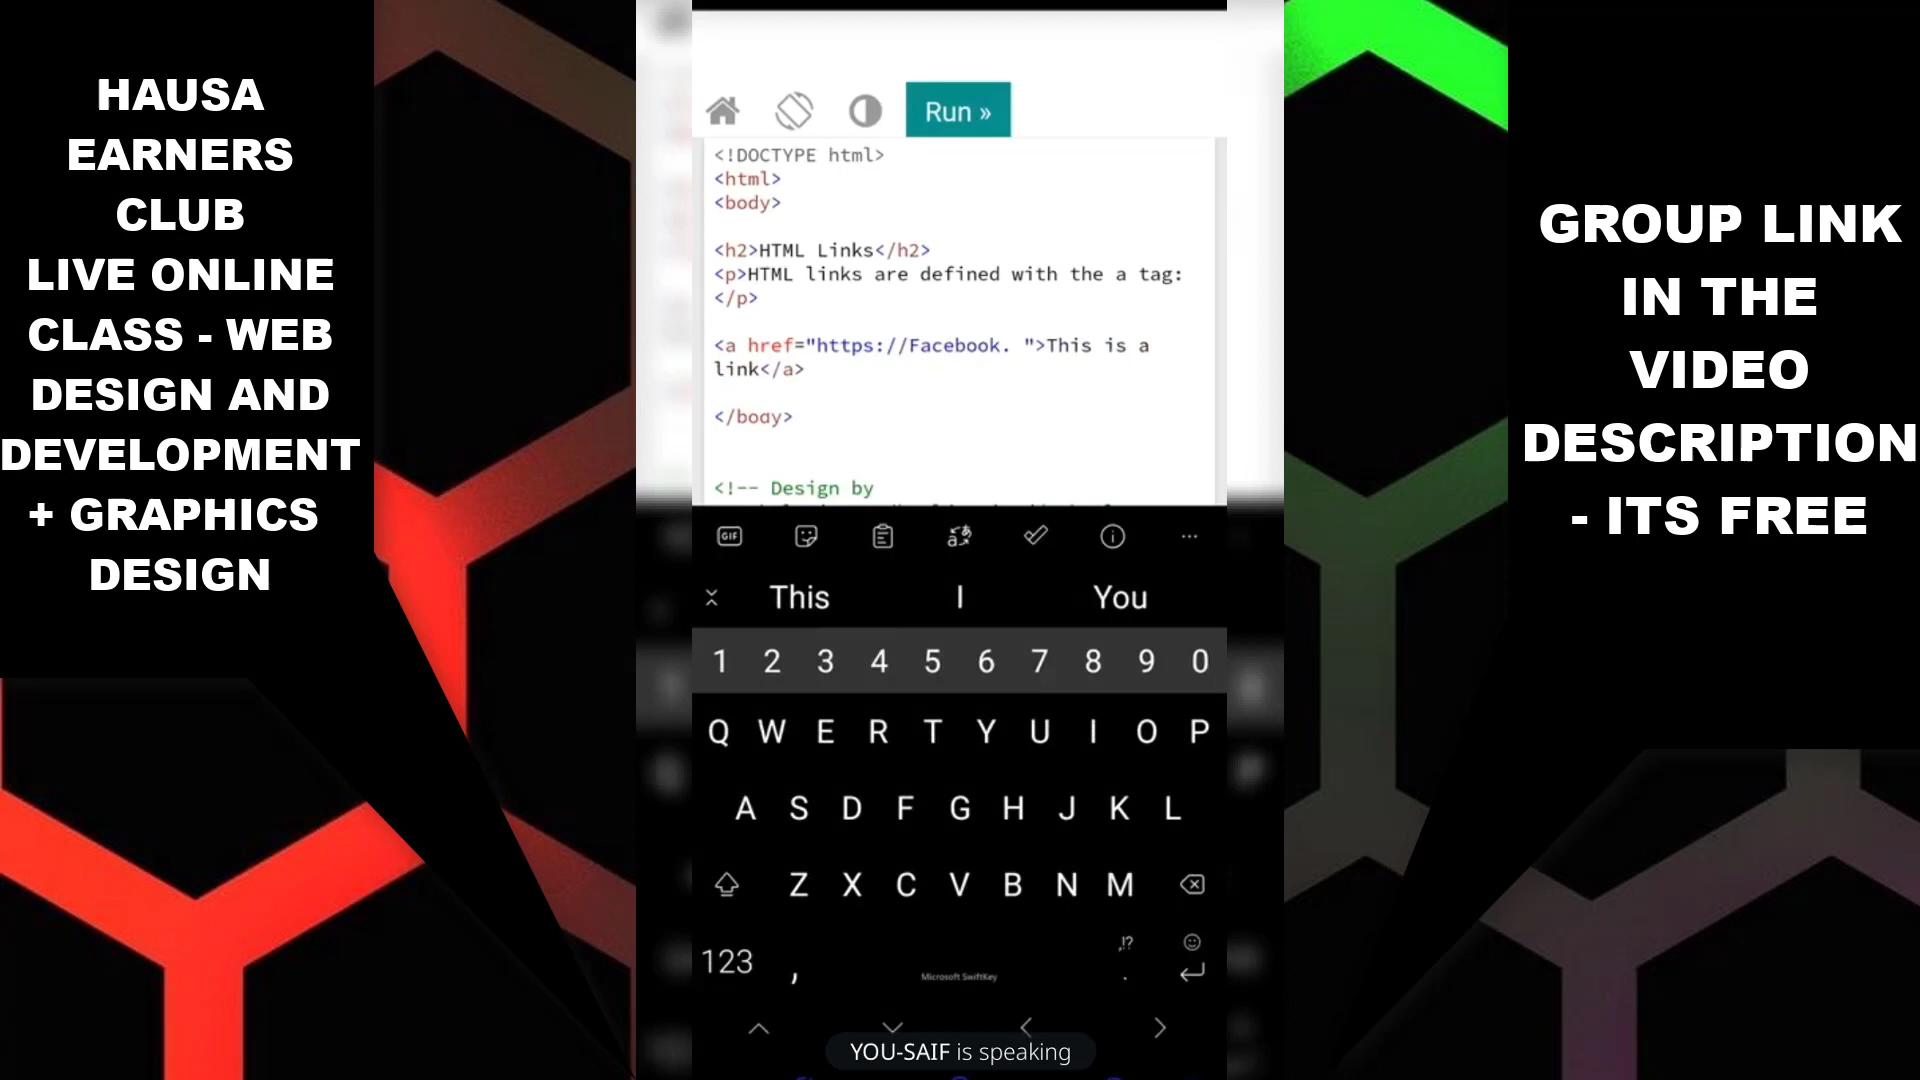 HAUSA
EARNERS
CLUB
LIVE ONLINE
CLASS - WEB
DESIGN AND
DEVELOPMENT
+ GRAPHICS
DESIGN
Run »
<!DOCTYPE html>
<html>
<body>
<h2>HTML Links</h2>
<p>HTML links are defined with the a tag:
</p>
<a href="https://Facebook. ">This is a
link</a>
</body>
<!-- Design by
GIF
This I You
1 2 3 4 5 6 7 8 9 0
Q W E R T Y U I O P
A S D F G H J K L
Z X C V B N M
,!?
123 , .
Microsoft SwiftKey
YOU-SAIF is speaking
GROUP LINK
IN THE
VIDEO
DESCRIPTION
- ITS FREE